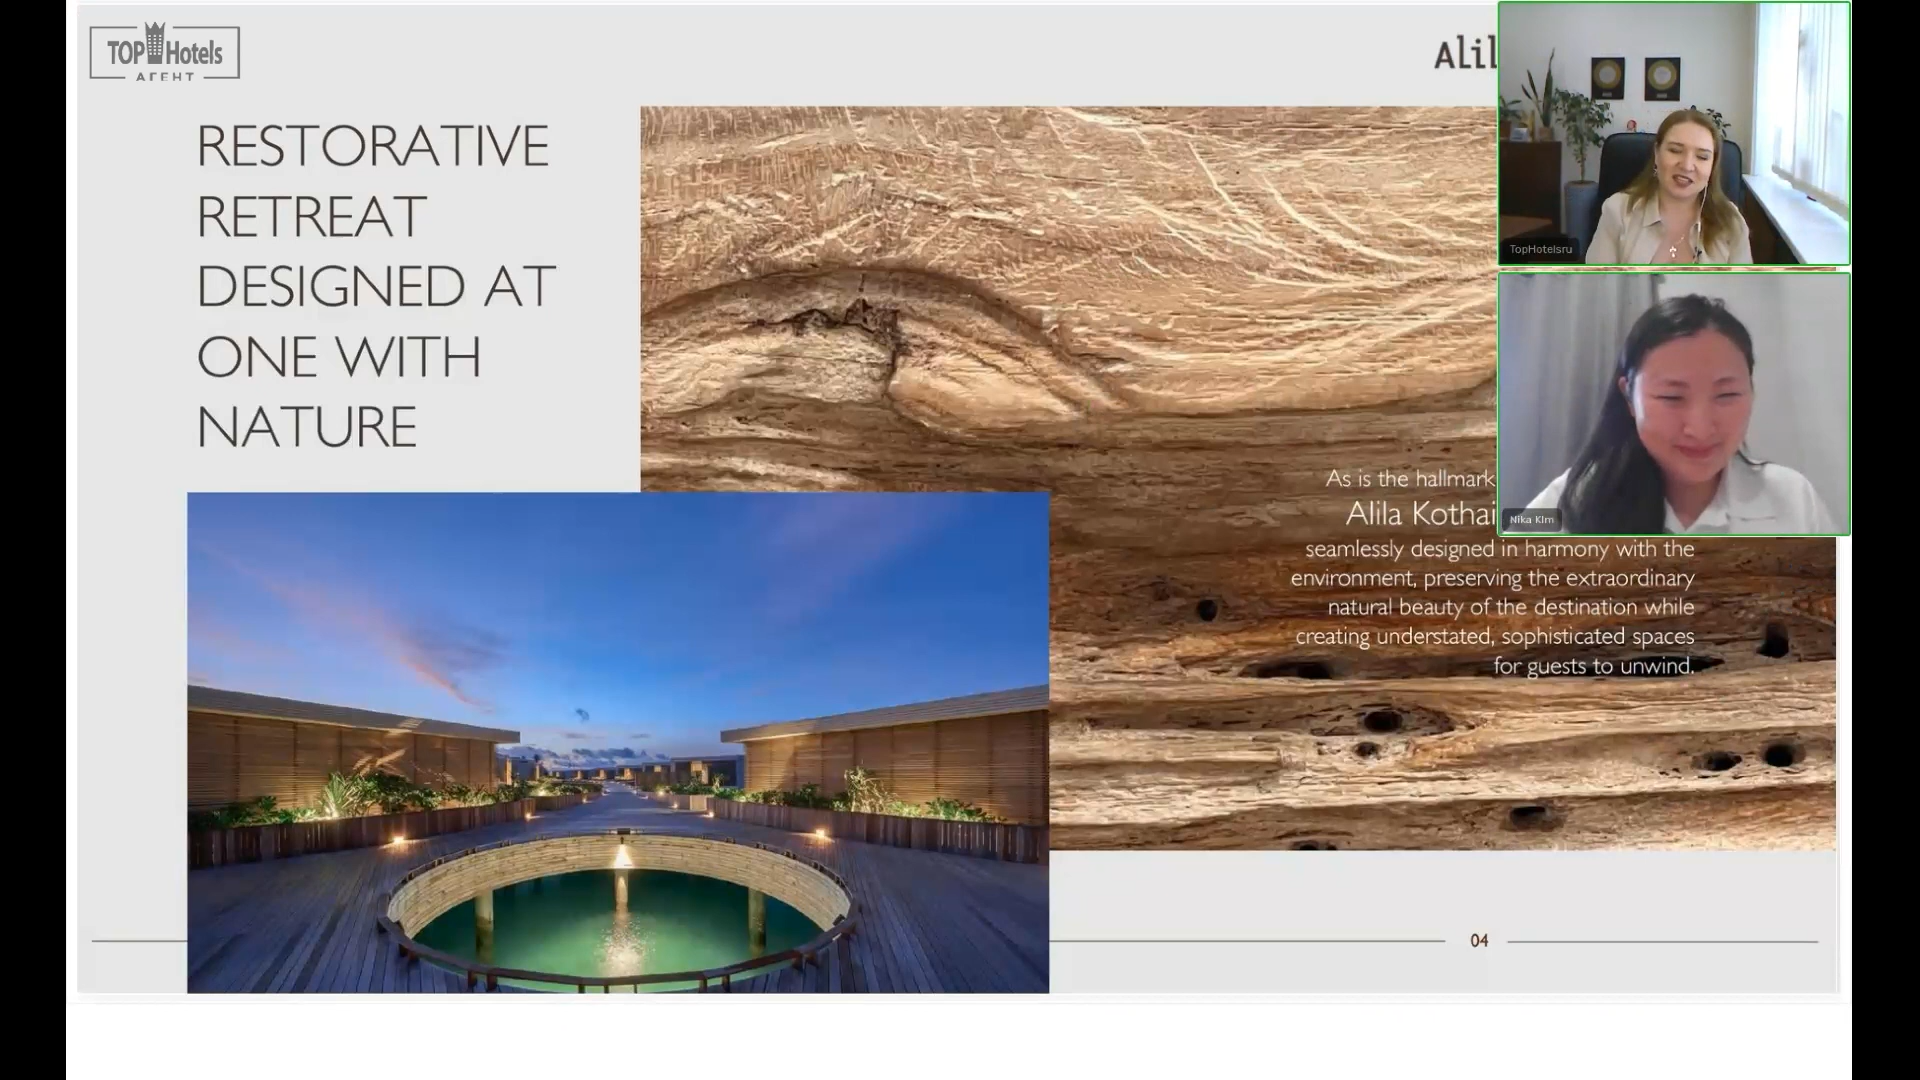 TOP Hotels
АГЕНТ
Alil
RESTORATIVE
RETREAT
DESIGNED AT
ONE WITH
NATURE
TopHotelsru
Nika Kim
As is the hallmark
Alila Kothai
seamlessly designed in harmony with the
environment, preserving the extraordinary
natural beauty of the destination while
creating understated, sophisticated spaces
for guests to unwind.
04